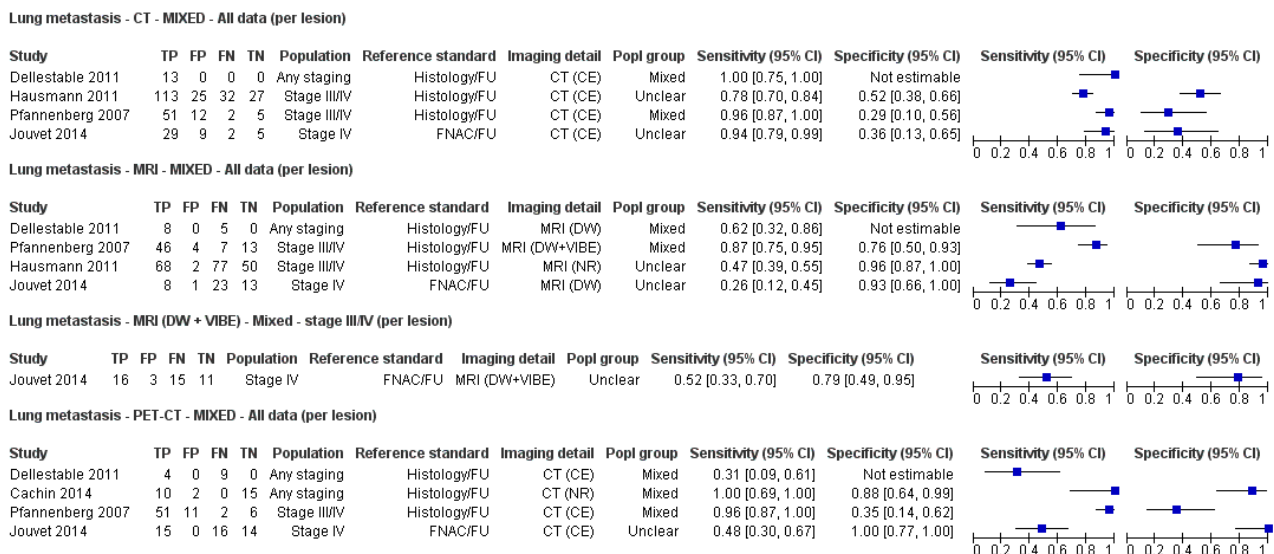 Lung metastasis - CT - MIXED - All data (per lesion)
Study TP FP FN TN Population Reference standard Imaging detail Popl group Sensitivity (95% CI) Specificity (95% CI) Sensitivity (95% CI) Specificity (95% CI)
Dellestable 2011 13 0 0 0 Any staging Histology/FU CT (CE) Mixed 1.00 [0.75, 1.00] Not estimable
Hausmann 2011 113 25 32 27 Stage III/IV Histology/FU CT (CE) Unclear 0.78 [0.70, 0.84] 0.52 [0.38, 0.66]
Pfannenberg 2007 51 12 2 5 Stage III/IV Histology/FU CT (CE) Mixed 0.96 [0.87, 1.00] 0.29 [0.10, 0.56]
Jouvet 2014 29 9 2 5 Stage IV FNAC/FU CT (CE) Unclear 0.94 [0.79, 0.99] 0.36 [0.13, 0.65]
0 0.2 0.4 0.6 0.8 1 0 0.2 0.4 0.6 0.8 1
Lung metastasis - MRI - MIXED - All data (per lesion)
Study TP FP FN TN Population Reference standard Imaging detail Popl group Sensitivity (95% CI) Specificity (95% CI) Sensitivity (95% CI) Specificity (95% CI)
Dellestable 2011 8 0 5 0 Any staging Histology/FU MRI (DW) Mixed 0.62 [0.32, 0.86] Not estimable
Pfannenberg 2007 46 4 7 13 Stage III/IV Histology/FU MRI (DW+VIBE) Mixed 0.87 [0.75, 0.95] 0.76 [0.50, 0.93]
Hausmann 2011 68 2 77 50 Stage III/IV Histology/FU MRI (NR) Unclear 0.47 [0.39, 0.55] 0.96 [0.87, 1.00]
Jouvet 2014 8 1 23 13 Stage IV FNAC/FU MRI (DW) Unclear 0.26 [0.12, 0.45] 0.93 [0.66, 1.00]
0 0.2 0.4 0.6 0.8 1 0 0.2 0.4 0.6 0.8 1
Lung metastasis - MRI (DW + VIBE) - Mixed - stage III/IV (per lesion)
Study TP FP FN TN Population Reference standard Imaging detail Popl group Sensitivity (95% CI) Specificity (95% CI) Sensitivity (95% CI) Specificity (95% CI)
Jouvet 2014 16 3 15 11 Stage IV FNAC/FU MRI (DW+VIBE) Unclear 0.52 [0.33, 0.70] 0.79 [0.49, 0.95]
0 0.2 0.4 0.6 0.8 1 0 0.2 0.4 0.6 0.8 1
Lung metastasis - PET-CT - MIXED - All data (per lesion)
Study TP FP FN TN Population Reference standard Imaging detail Popl group Sensitivity (95% CI) Specificity (95% CI) Sensitivity (95% CI) Specificity (95% CI)
Dellestable 2011 4 0 9 0 Any staging Histology/FU CT (CE) Mixed 0.31 [0.09, 0.61] Not estimable
Cachin 2014 10 2 0 15 Any staging Histology/FU CT (NR) Mixed 1.00 [0.69, 1.00] 0.88 [0.64, 0.99]
Pfannenberg 2007 51 11 2 6 Stage III/IV Histology/FU CT (CE) Mixed 0.96 [0.87, 1.00] 0.35 [0.14, 0.62]
Jouvet 2014 15 0 16 14 Stage IV FNAC/FU CT (CE) Unclear 0.48 [0.30, 0.67] 1.00 [0.77, 1.00]
0 0.2 0.4 0.6 0.8 1 0 0.2 0.4 0.6 0.8 1